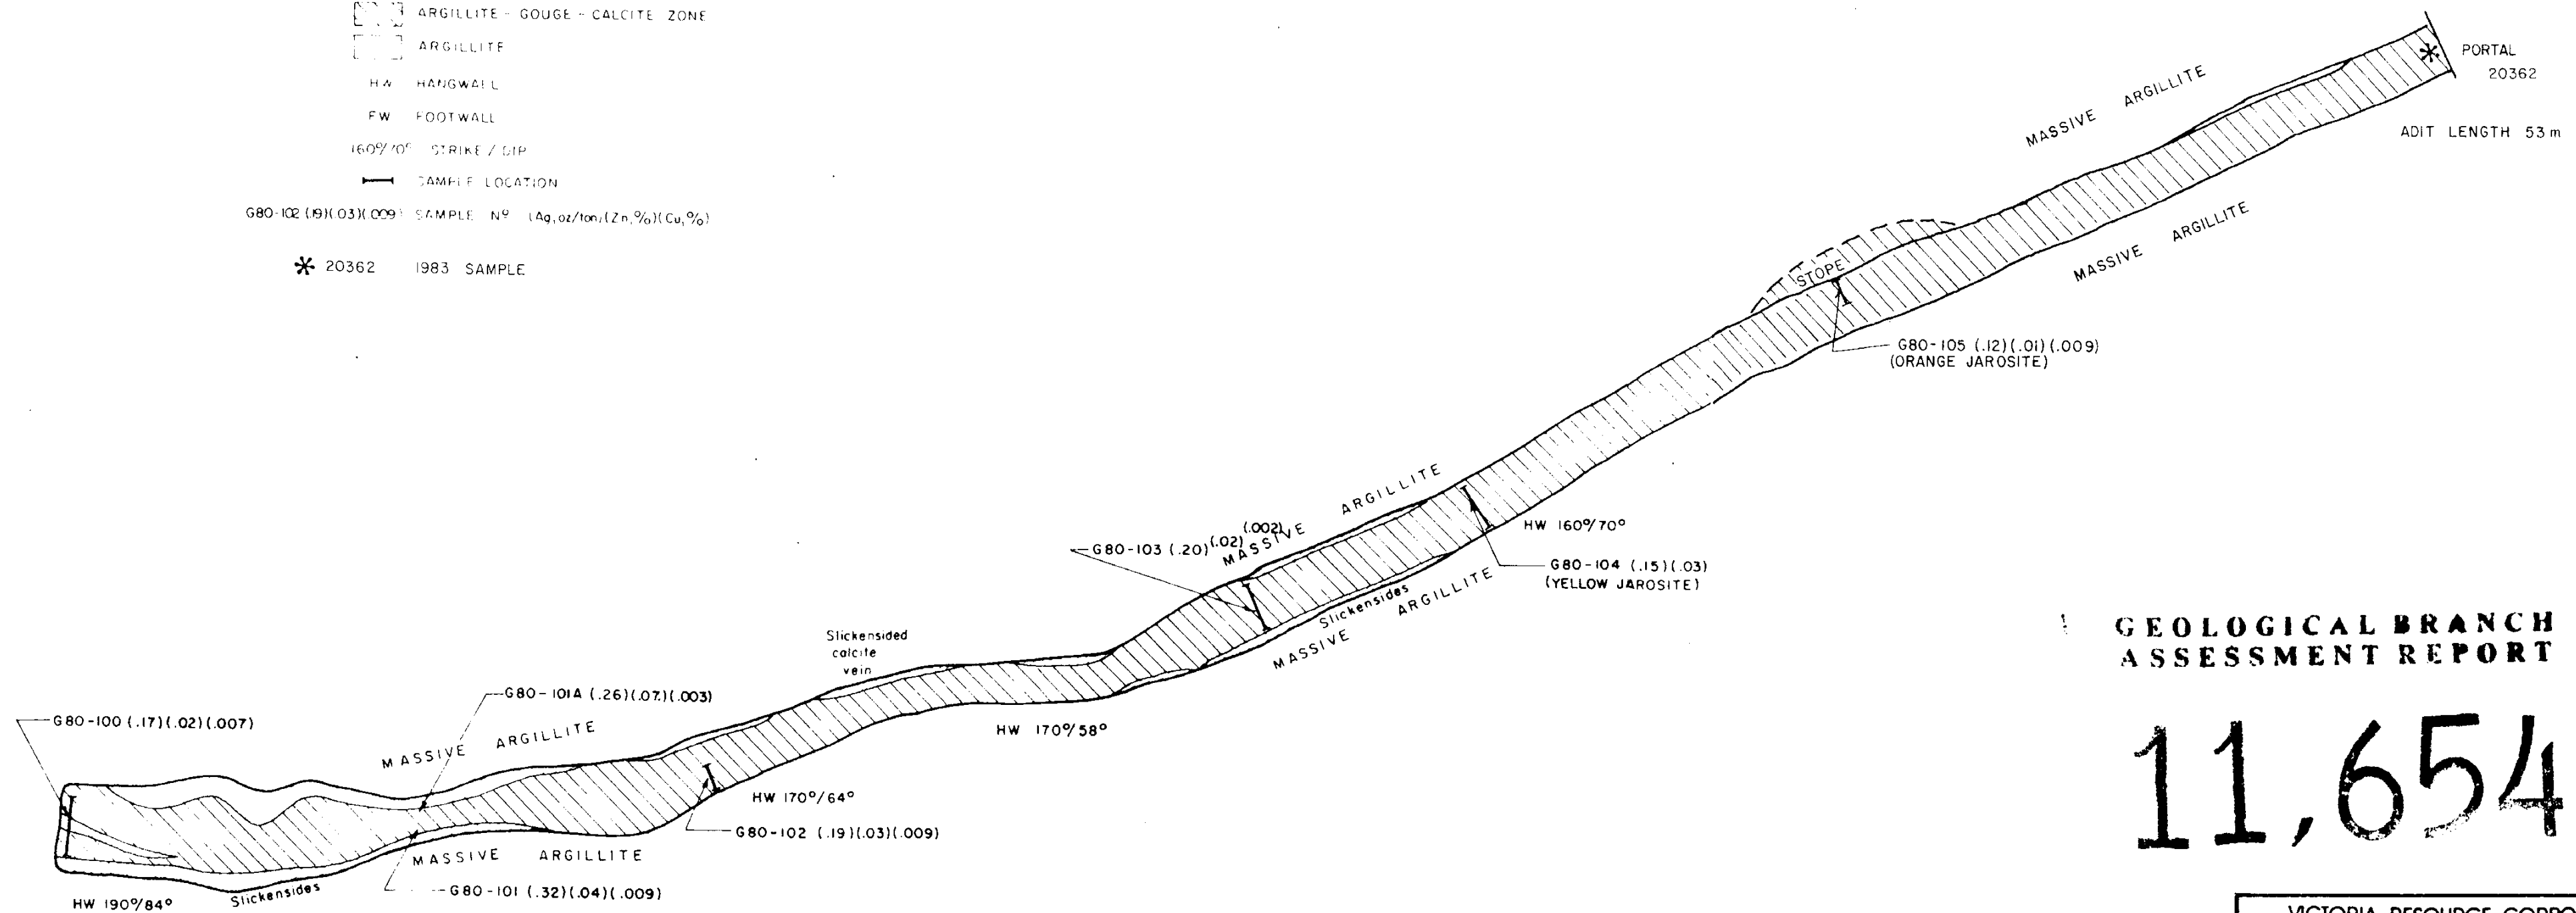 ARGILLITE - GOUGE - CALCITE ZONE
ARGILLITE
HW HANGWALL
FW FOOTWALL
160°/70° STRIKE / DIP
SAMPLE LOCATION
G80-102 (.19)(.03)(.009) SAMPLE Nº (Ag,oz/ton)(Zn,%)(Cu,%)
20362 1983 SAMPLE
PORTAL
20362
ADIT LENGTH 53 m
MASSIVE ARGILLITE
MASSIVE ARGILLITE
STOPE
G80-105 (.12)(.01)(.009)
(ORANGE JAROSITE)
MASSIVE ARGILLITE
HW 160°/70°
G80-103 (.20)(.02)(.002)
G80-104 (.15)(.03)
(YELLOW JAROSITE)
Slickensides
MASSIVE ARGILLITE
Slickensided
calcite
vein
HW 170°/58°
G80-101A (.26)(.07)(.003)
G80-100 (.17)(.02)(.007)
MASSIVE ARGILLITE
HW 170°/64°
G80-102 (.19)(.03)(.009)
MASSIVE ARGILLITE
G80-101 (.32)(.04)(.009)
Slickensides
HW 190°/84°
GEOLOGICAL BRANCH
ASSESSMENT REPORT
11,654
VICTORIA RESOURCE CORPO